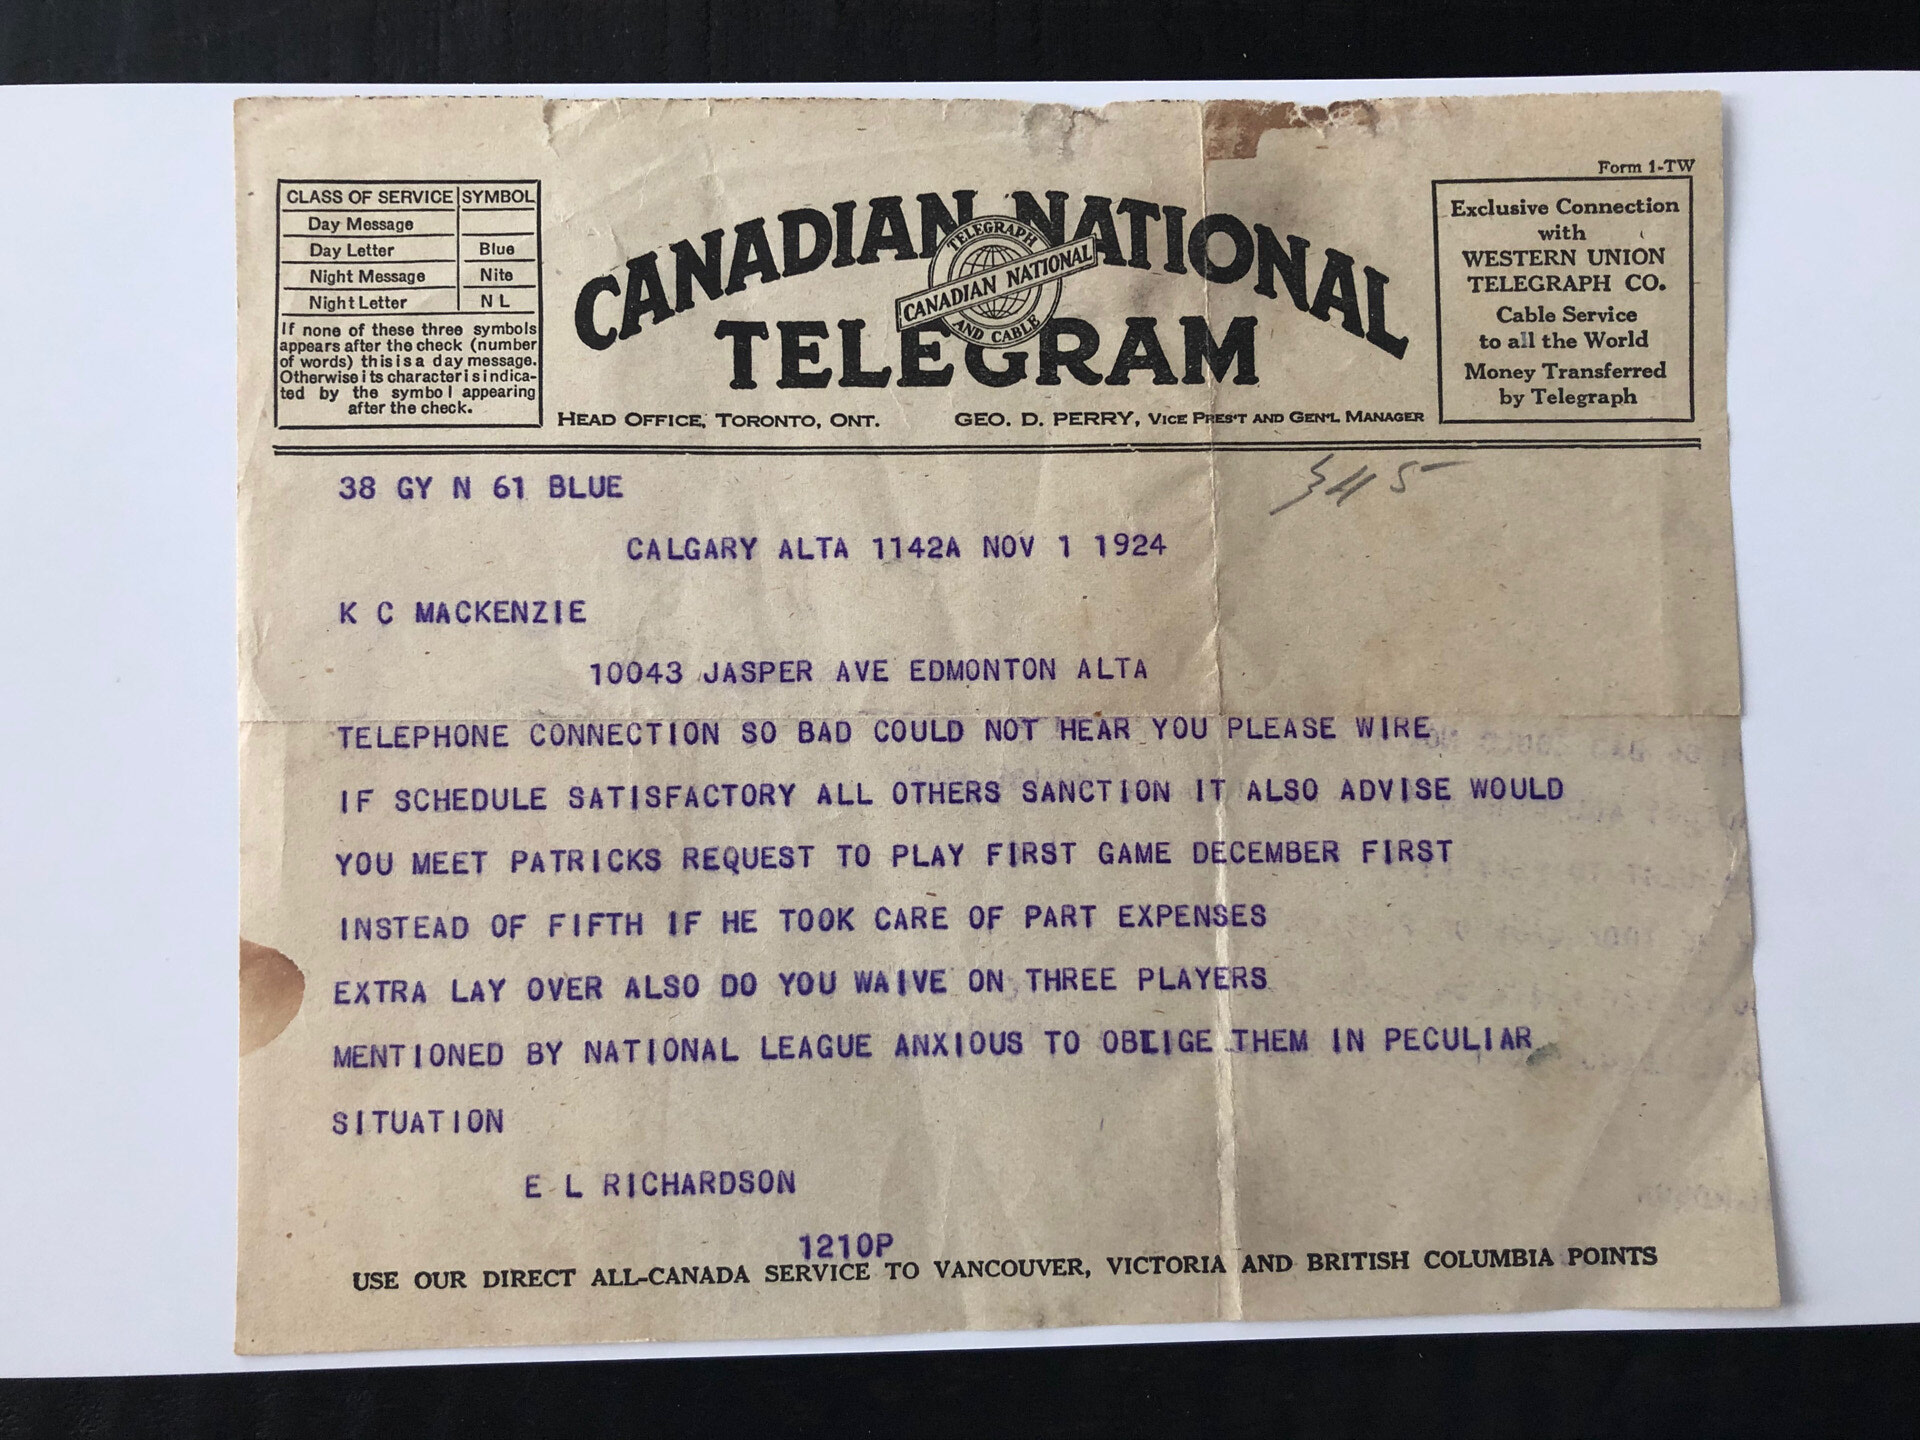 Form 1-TW
CLASS OF SERVICE SYMBOL
Day Message
Day Letter Blue
Night Message Nite
Night Letter N L
If none of these three symbols
appears after the check (number
of words) this is a day message.
Otherwise its character is indica-
ted by the symbol appearing
after the check.
CANADIAN NATIONAL
TELEGRAPH
CANADIAN NATIONAL
AND CABLE
TELEGRAM
HEAD OFFICE, TORONTO, ONT. GEO. D. PERRY, VICE PRES'T AND GEN'L MANAGER
Exclusive Connection
with
WESTERN UNION
TELEGRAPH CO.
Cable Service
to all the World
Money Transferred
by Telegraph
345
38 GY N 61 BLUE
CALGARY ALTA 1142A NOV 1 1924
K C MACKENZIE
10043 JASPER AVE EDMONTON ALTA
TELEPHONE CONNECTION SO BAD COULD NOT HEAR YOU PLEASE WIRE
IF SCHEDULE SATISFACTORY ALL OTHERS SANCTION IT ALSO ADVISE WOULD
YOU MEET PATRICKS REQUEST TO PLAY FIRST GAME DECEMBER FIRST
INSTEAD OF FIFTH IF HE TOOK CARE OF PART EXPENSES
EXTRA LAY OVER ALSO DO YOU WAIVE ON THREE PLAYERS
MENTIONED BY NATIONAL LEAGUE ANXIOUS TO OBLIGE THEM IN PECULIAR
SITUATION
E L RICHARDSON
1210P
USE OUR DIRECT ALL-CANADA SERVICE TO VANCOUVER, VICTORIA AND BRITISH COLUMBIA POINTS